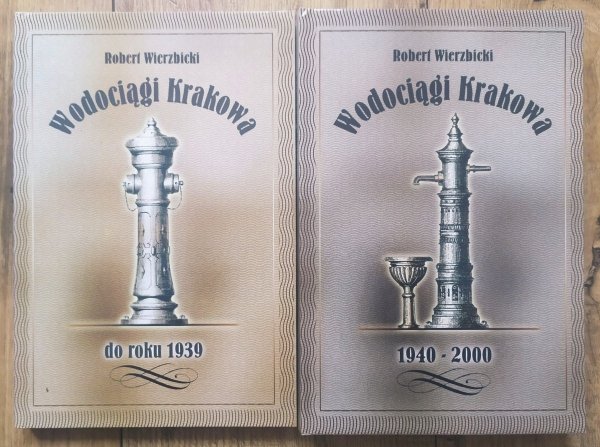 Robert Wierzbicki
Wodociągi Krakowa
do roku 1939
Robert Wierzbicki
Wodociągi Krakowa
1940 - 2000